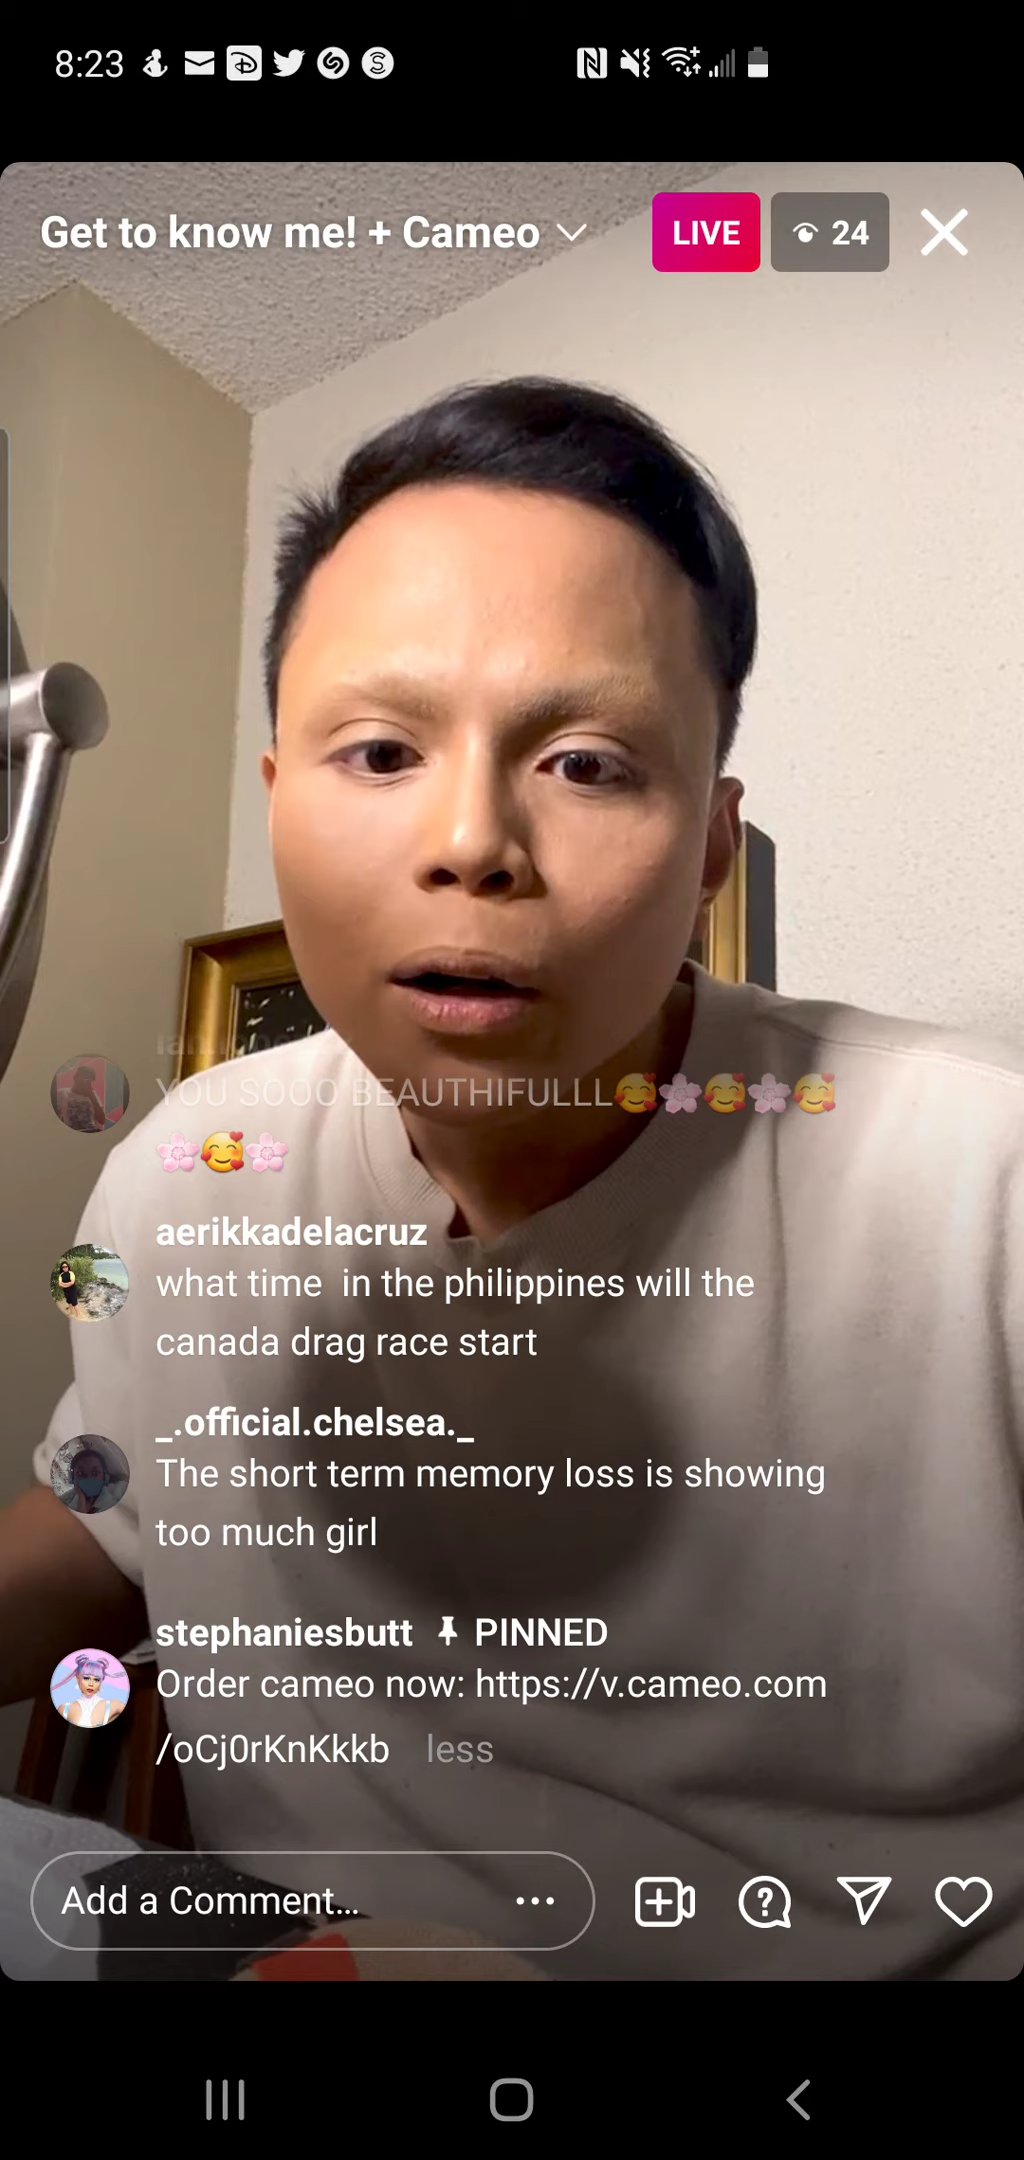 8:23
Get to know me! + Cameo
LIVE
24
YOU SOOO BEAUTHIFULLL🥰🌸🥰🌸🥰
🌸🥰🌸
aerikkadelacruz
what time  in the philippines will the
canada drag race start
_.official.chelsea._
The short term memory loss is showing
too much girl
stephaniesbutt PINNED
Order cameo now: https://v.cameo.com
/oCj0rKnKkkb less
Add a Comment...